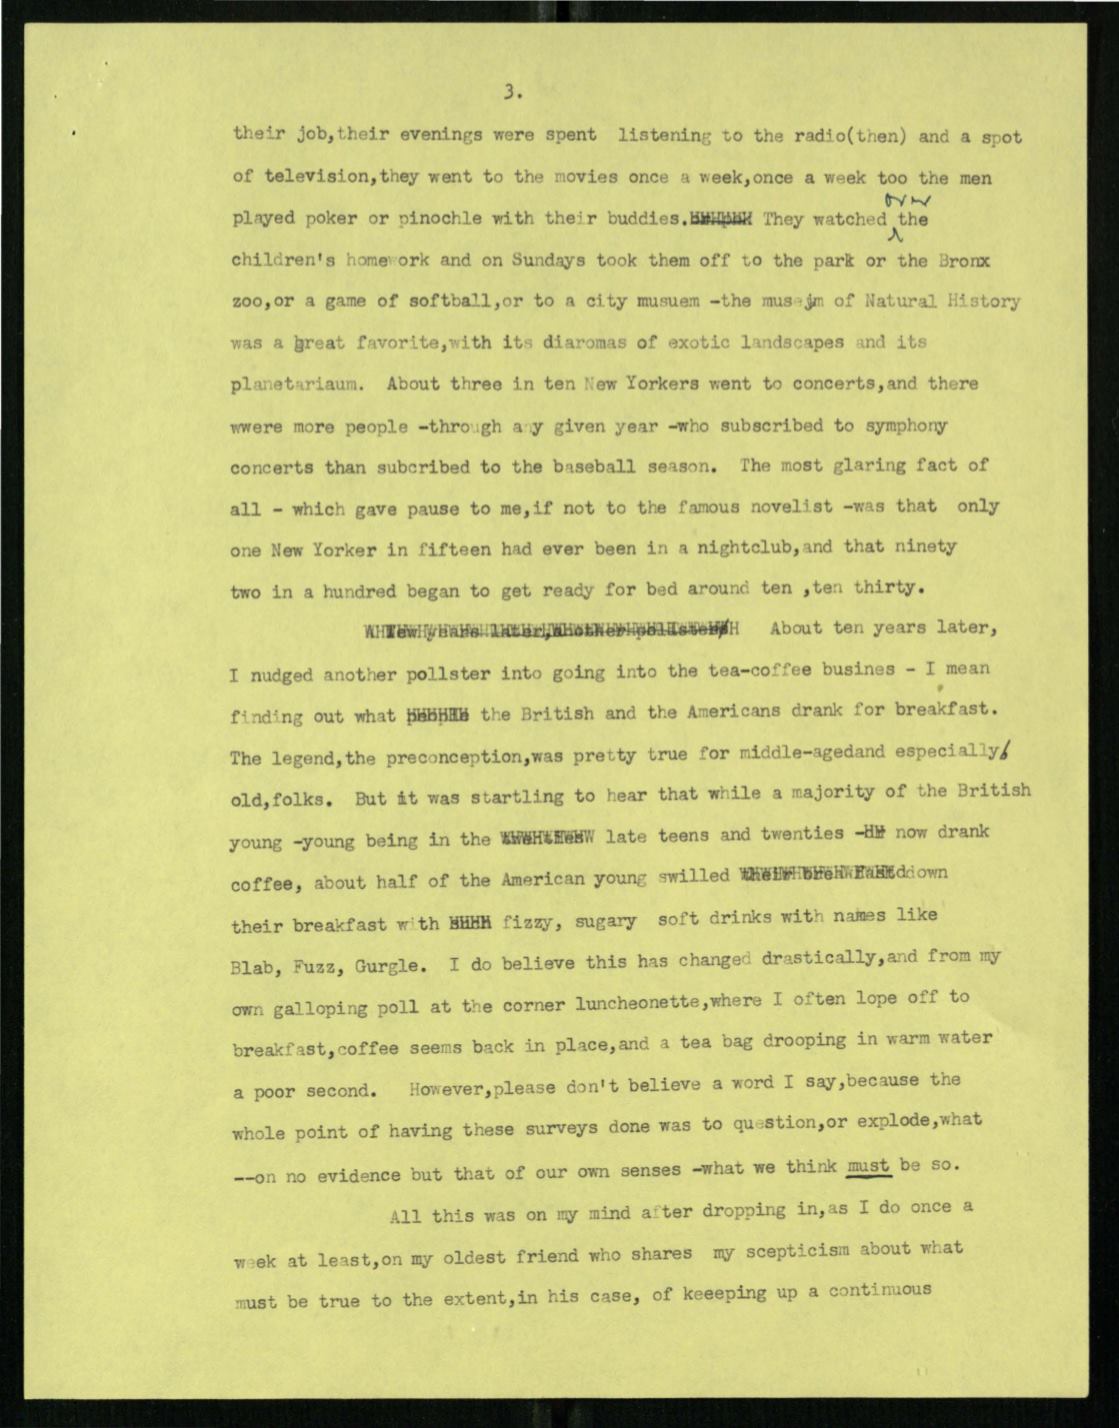 3.
their job,their evenings were spent listening to the radio(then) and a spot
of television,they went to the movies once a week,once a week too the men
over
played poker or pinochle with their buddies. They watched the
children's homework and on Sundays took them off to the park or the Bronx
zoo,or a game of softball,or to a city musuem -the musejm of Natural History
was a great favorite,with its diaromas of exotic landscapes and its
planetariaum. About three in ten New Yorkers went to concerts,and there
wwere more people -through any given year -who subscribed to symphony
concerts than subcribed to the baseball season. The most glaring fact of
all - which gave pause to me,if not to the famous novelist -was that only
one New Yorker in fifteen had ever been in a nightclub,and that ninety
two in a hundred began to get ready for bed around ten ,ten thirty.
About ten years later,
I nudged another pollster into going into the tea-coffee busines - I mean
finding out what the British and the Americans drank for breakfast.
The legend,the preconception,was pretty true for middle-agedand especially
old,folks. But it was startling to hear that while a majority of the British
young -young being in the late teens and twenties - now drank
coffee, about half of the American young swilled down
their breakfast with fizzy, sugary soft drinks with names like
Blab, Fuzz, Gurgle. I do believe this has changed drastically,and from my
own galloping poll at the corner luncheonette,where I often lope off to
breakfast,coffee seems back in place,and a tea bag drooping in warm water
a poor second. However,please don't believe a word I say,because the
whole point of having these surveys done was to question,or explode,what
--on no evidence but that of our own senses -what we think must be so.
All this was on my mind after dropping in,as I do once a
week at least,on my oldest friend who shares my scepticism about what
must be true to the extent,in his case, of keeeping up a continuous